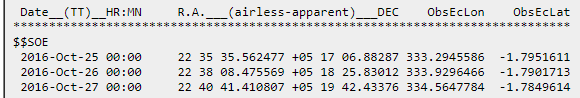 Date__(TT)__HR:MN R.A.___(airless-apparent)___DEC ObsEcLon ObsEcLat
**********************************************************************************
$$SOE
2016-Oct-25 00:00 22 35 35.562477 +05 17 06.88287 333.2945586 -1.7951611
2016-Oct-26 00:00 22 38 08.475569 +05 18 25.83012 333.9296466 -1.7901713
2016-Oct-27 00:00 22 40 41.410807 +05 19 42.43376 334.5647784 -1.7849614